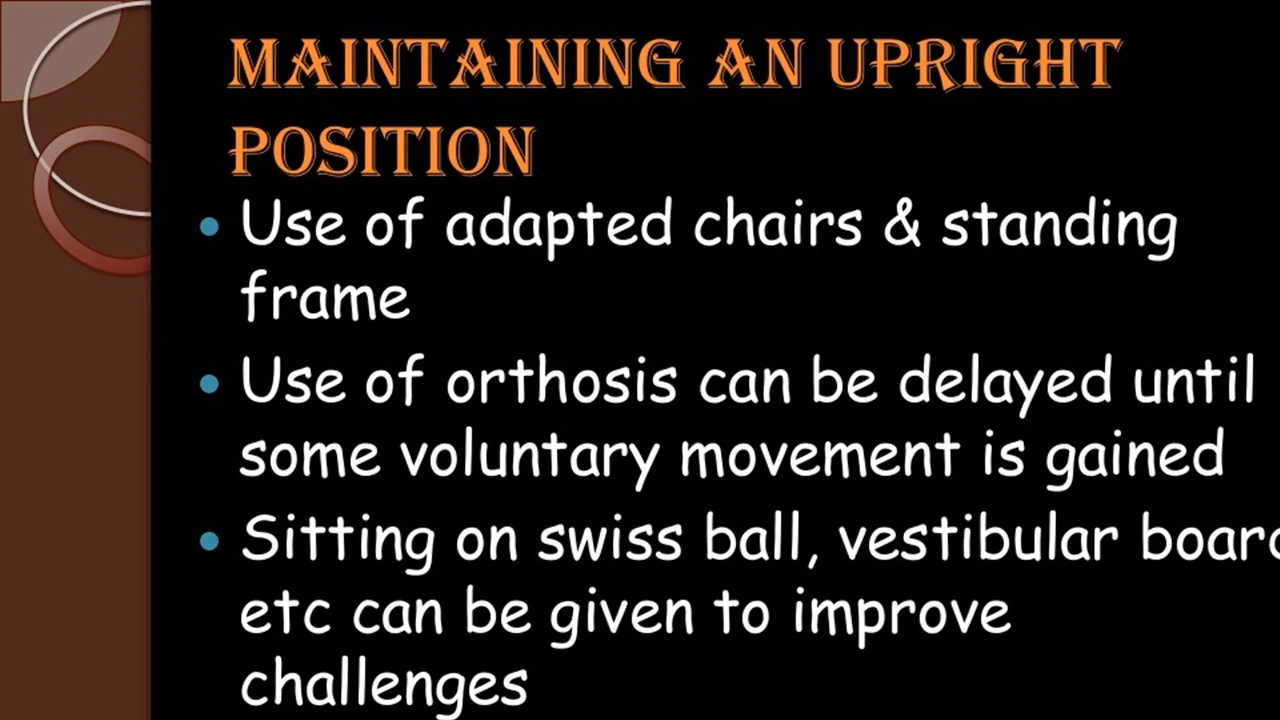 MAINTAINING AN UPRIGHT
POSITION
• Use of adapted chairs & standing
frame
• Use of orthosis can be delayed until
some voluntary movement is gained
• Sitting on swiss ball, vestibular
etc can be given to improve
challenges